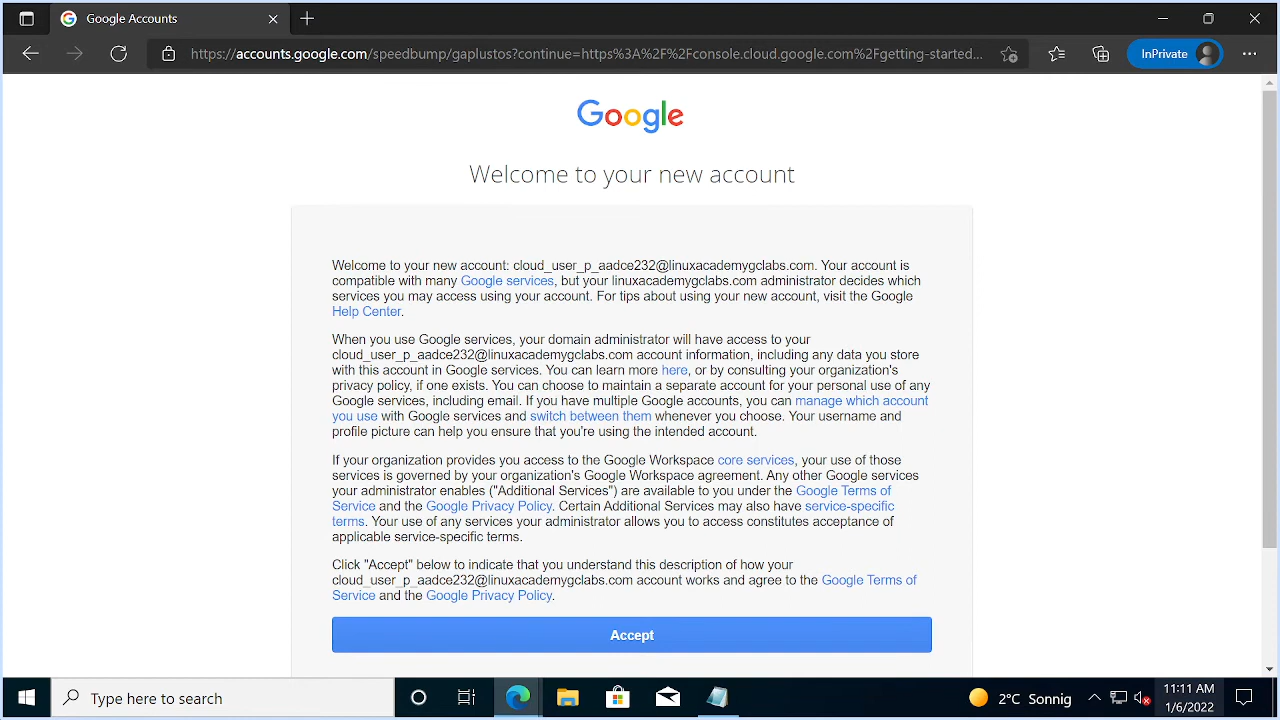 Google Accounts
https://accounts.google.com/speedbump/gaplustos?continue=https%3A%2F%2Fconsole.cloud.google.com%2Fgetting-started...
InPrivate
Google
Welcome to your new account
Welcome to your new account: cloud_user_p_aadce232@linuxacademygclabs.com. Your account is
compatible with many Google services, but your linuxacademygclabs.com administrator decides which
services you may access using your account. For tips about using your new account, visit the Google
Help Center.
When you use Google services, your domain administrator will have access to your
cloud_user_p_aadce232@linuxacademygclabs.com account information, including any data you store
with this account in Google services. You can learn more here, or by consulting your organization's
privacy policy, if one exists. You can choose to maintain a separate account for your personal use of any
Google services, including email. If you have multiple Google accounts, you can manage which account
you use with Google services and switch between them whenever you choose. Your username and
profile picture can help you ensure that you're using the intended account.
If your organization provides you access to the Google Workspace core services, your use of those
services is governed by your organization's Google Workspace agreement. Any other Google services
your administrator enables ("Additional Services") are available to you under the Google Terms of
Service and the Google Privacy Policy. Certain Additional Services may also have service-specific
terms. Your use of any services your administrator allows you to access constitutes acceptance of
applicable service-specific terms.
Click "Accept" below to indicate that you understand this description of how your
cloud_user_p_aadce232@linuxacademygclabs.com account works and agree to the Google Terms of
Service and the Google Privacy Policy.
Accept
Type here to search
2°C Sonnig
11:11 AM
1/6/2022